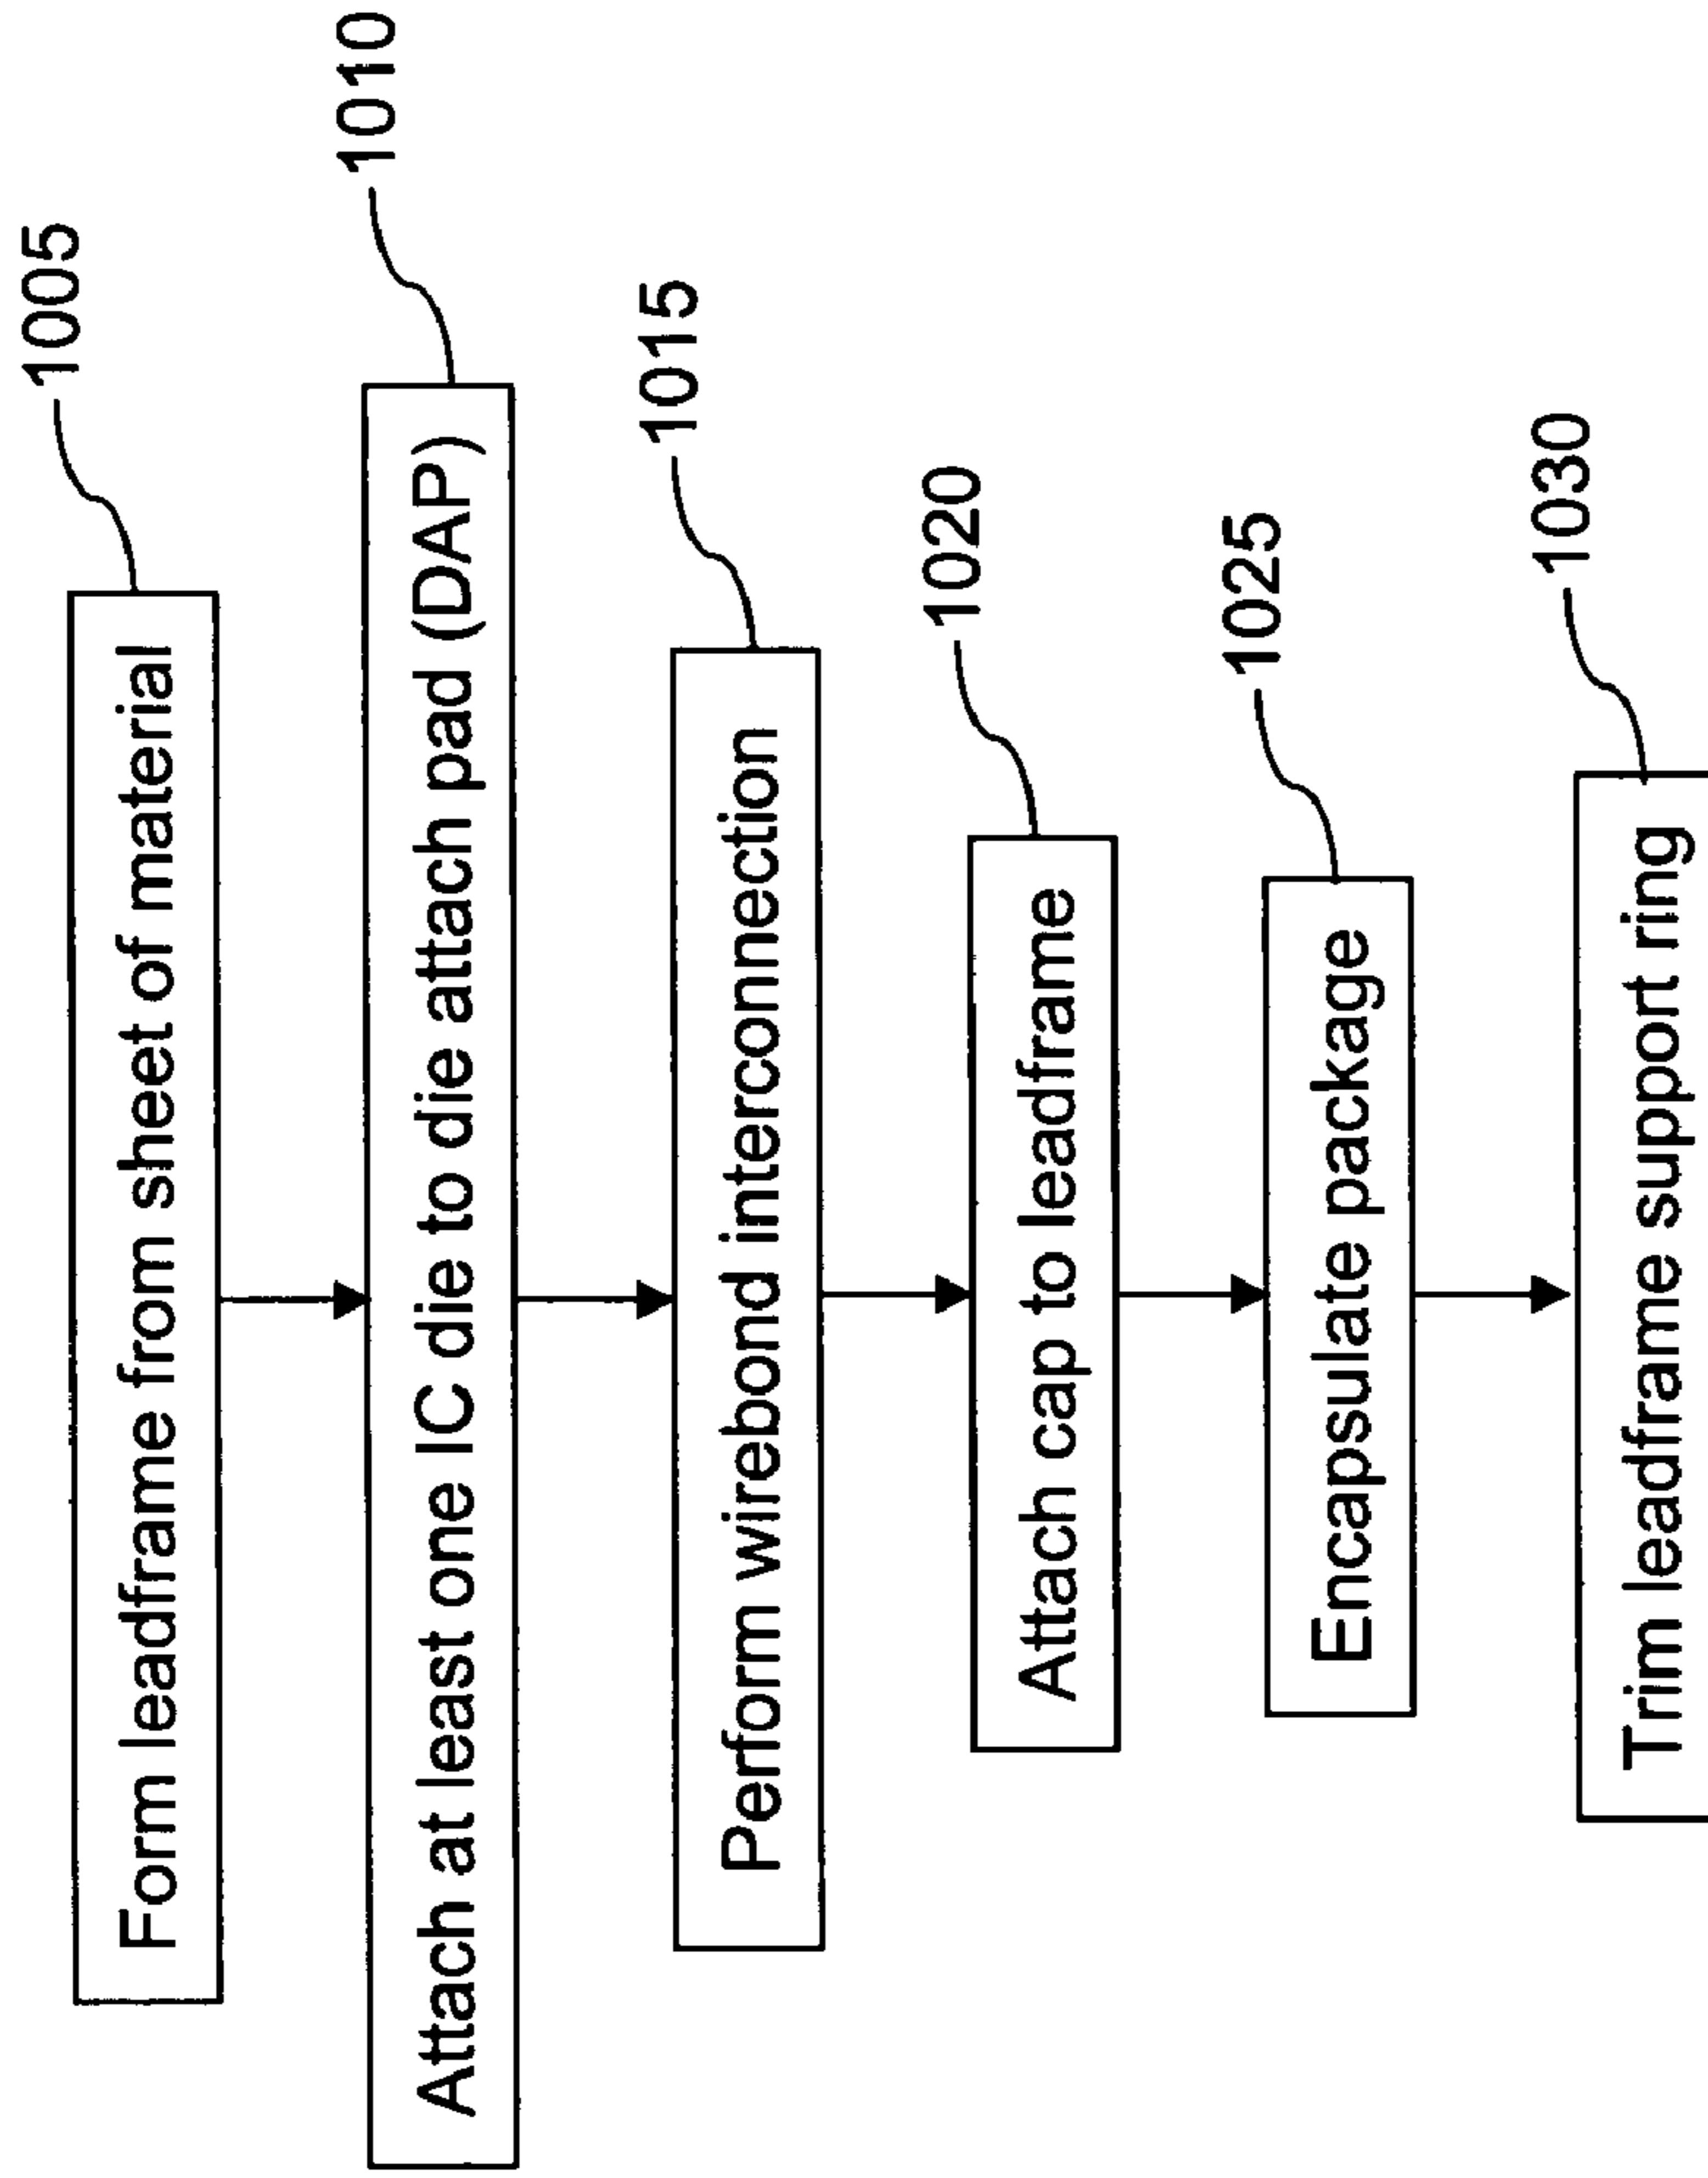 Form leadframe from sheet of material
1005
Attach at least one IC die to die attach pad (DAP)
1010
Perform wirebond interconnection
1015
Attach cap to leadframe
1020
Encapsulate package
1025
Trim leadframe support ring
1030